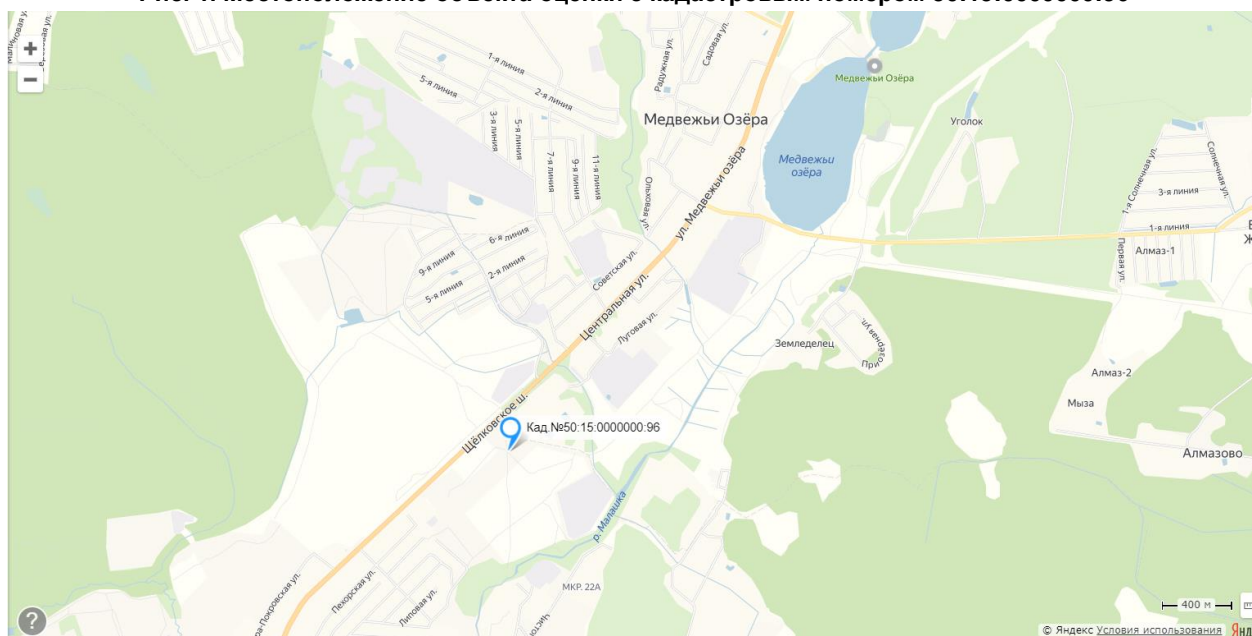 Кад.№50:15:0000000:96
Малиновая ул.
1-я линия
5-я линия
2-я линия
3-я линия
5-я линия
7-я линия
9-я линия
11-я линия
Радужная ул.
Садовая ул.
Медвежьи Озёра
Медвежьи Озёра
Медвежьи
озёра
Уголок
1-я Солнечная ул.
Солнечная ул.
3-я линия
1-я линия
Первая ул.
Алмаз-1
Ольховая ул.
ул. Медвежьи озёра
6-я линия
9-я линия
2-я линия
5-я линия
Советская ул.
Центральная ул.
Луговая ул.
Земледелец
Приозёрная ул.
Алмаз-2
Мыза
Алмазово
Щёлковское ш.
р. Малашка
МКР. 22А
Пехорская ул.
Липовая ул.
400 м
© Яндекс Условия использования